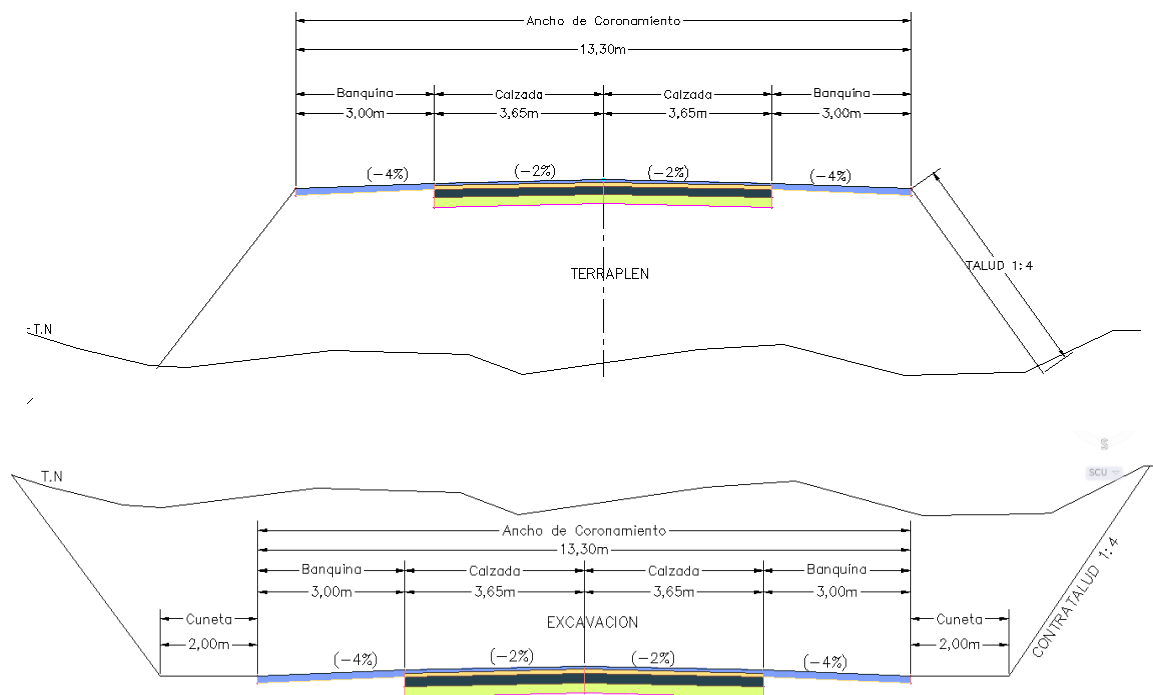 Ancho de Coronamiento
13,30m
Banquina Calzada Calzada Banquina
3,00m 3,65m 3,65m 3,00m
(-4%) (-2%) (-2%) (-4%)
TERRAPLEN
TALUD 1:4
T.N
T.N
SCU
Ancho de Coronamiento
13,30m
Banquina Calzada Calzada Banquina
3,00m 3,65m 3,65m 3,00m
Cuneta EXCAVACION Cuneta
2,00m 2,00m
CONTRATALUD 1:4
(-4%) (-2%) (-2%) (-4%)